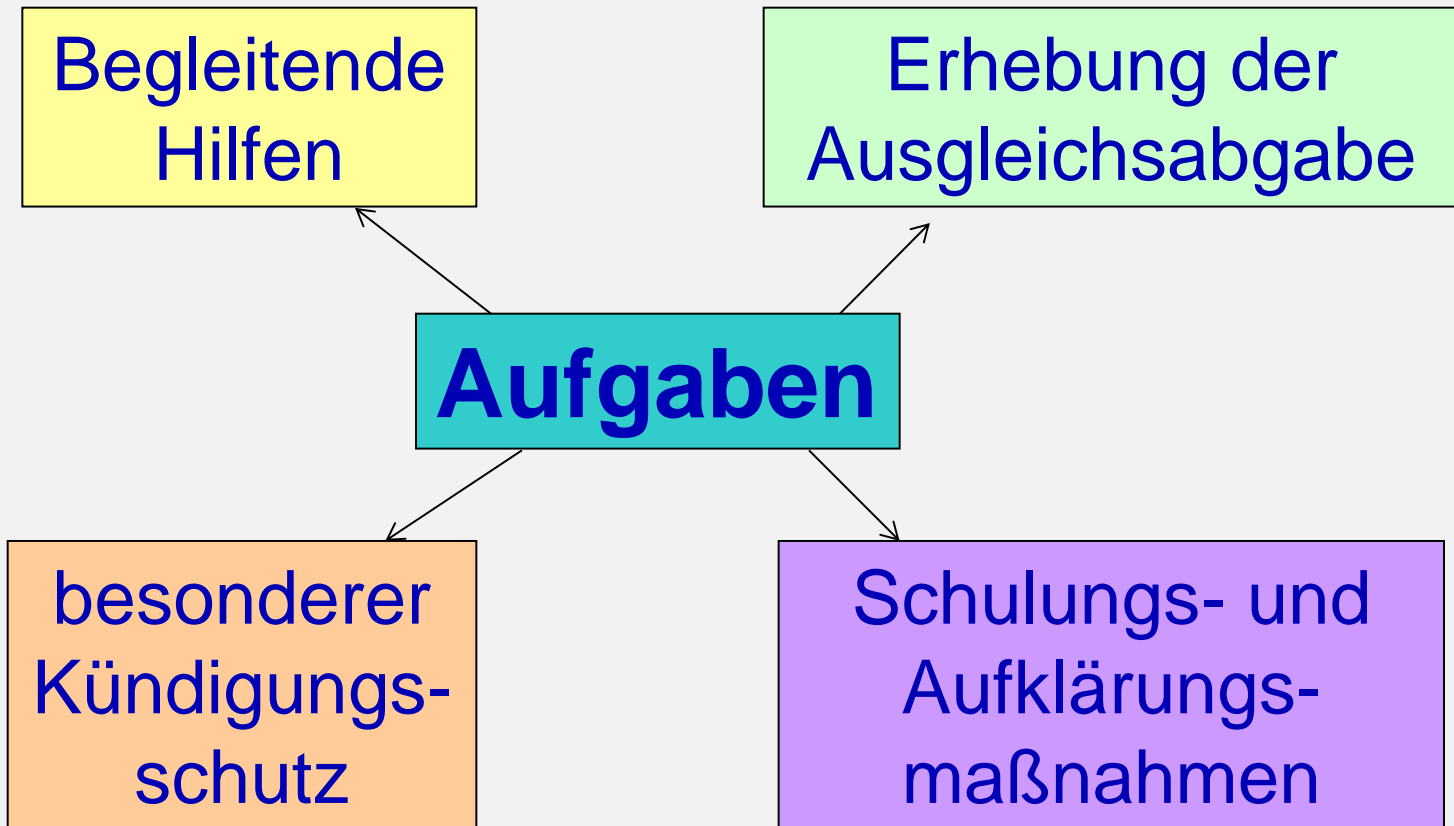 Begleitende
Hilfen
Erhebung der
Ausgleichsabgabe
Aufgaben
besonderer
Kündigungs-
schutz
Schulungs- und
Aufklärungs-
maßnahmen